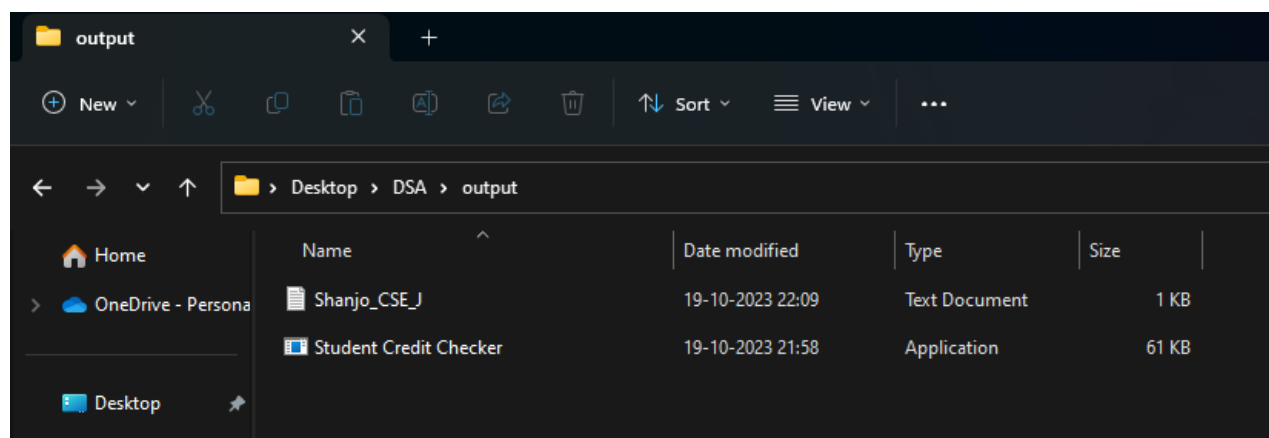 output
New Sort View
Desktop DSA output
Home
OneDrive - Persona
Desktop
Name Date modified Type Size
Shanjo_CSE_J 19-10-2023 22:09 Text Document 1 KB
Student Credit Checker 19-10-2023 21:58 Application 61 KB